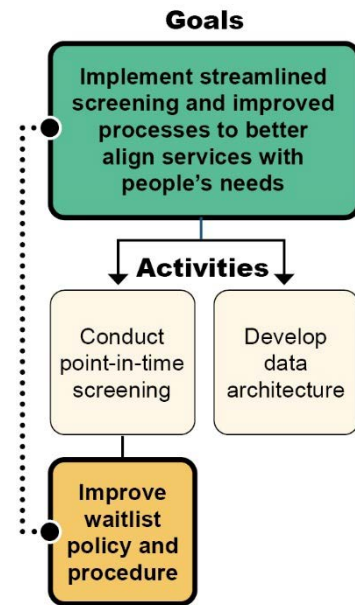 Goals
Implement streamlined
screening and improved
processes to better
align services with
people’s needs
Activities
Conduct
point-in-time
screening
Develop
data
architecture
Improve
waitlist
policy and
procedure